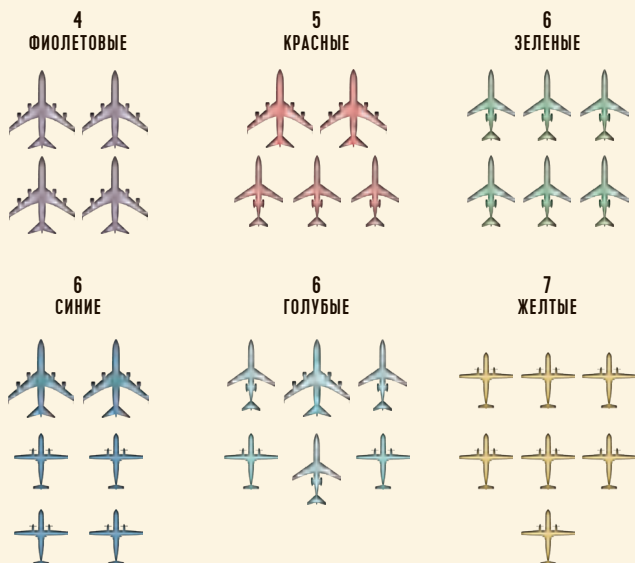 4
ФИОЛЕТОВЫЕ
5
КРАСНЫЕ
6
ЗЕЛЕНЫЕ
6
СИНИЕ
6
ГОЛУБЫЕ
7
ЖЕЛТЫЕ